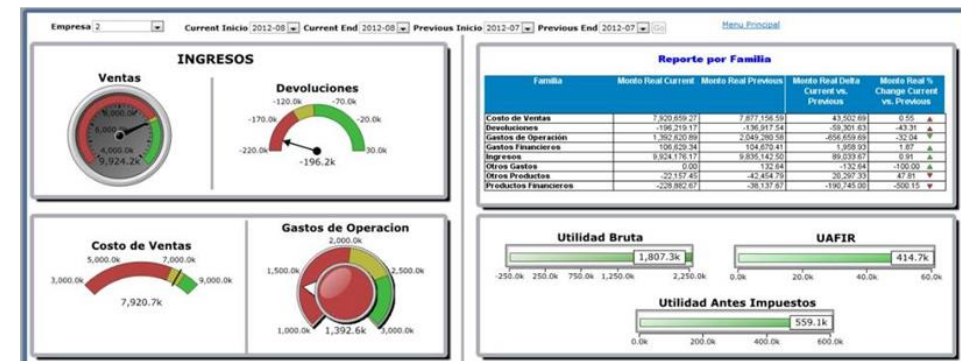 Empresa 2 Current Inicio 2012-08 Current End 2012-08 Previous Inicio 2012-07 Previous End 2012-07 Go Menu Principal
INGRESOS
Ventas
8,000.0k
6,000.0k
4,000.0k
9,924.2k
Devoluciones
-120.0k -70.0k
-170.0k -20.0k
-220.0k 30.0k
-196.2k
Reporte por Familia
Familia Monto Real Current Monto Real Previous Monto Real Delta Current vs. Previous Monto Real % Change Current vs. Previous
Costo de Ventas 7,920,659.27 7,877,156.59 43,502.69 0.55
Devoluciones -196,219.17 -136,917.54 -59,301.63 -43.31
Gastos de Operación 1,392,620.89 2,049,280.58 -656,659.69 -32.04
Gastos Financieros 106,629.34 104,670.41 1,958.93 1.87
Ingresos 9,924,176.17 9,835,142.50 89,033.67 0.91
Otros Gastos 0.00 132.64 -132.64 -100.00
Otros Productos -22,157.45 -42,454.79 20,297.33 47.81
Productos Financieros -228,882.67 -38,137.67 -190,745.00 -500.15
Costo de Ventas
5,000.0k 7,000.0k
3,000.0k 9,000.0k
7,920.7k
Gastos de Operacion
2,000.0k
1,500.0k 2,500.0k
1,000.0k 1,392.6k 3,000.0k
Utilidad Bruta
1,807.3k
-250.0k 250.0k 750.0k 1,250.0k 2,250.0k
UAFIR
414.7k
0.0k 20.0k 40.0k 60.0k
Utilidad Antes Impuestos
559.1k
0.0k 200.0k 400.0k 600.0k